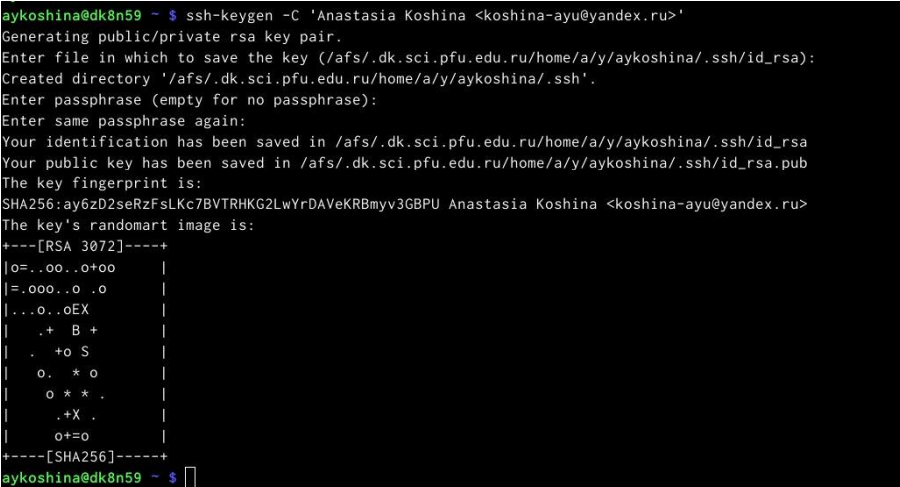 aykoshina@dk8n59 ~ $ ssh-keygen -C 'Anastasia Koshina <koshina-ayu@yandex.ru>'
Generating public/private rsa key pair.
Enter file in which to save the key (/afs/.dk.sci.pfu.edu.ru/home/a/y/aykoshina/.ssh/id_rsa):
Created directory '/afs/.dk.sci.pfu.edu.ru/home/a/y/aykoshina/.ssh'.
Enter passphrase (empty for no passphrase):
Enter same passphrase again:
Your identification has been saved in /afs/.dk.sci.pfu.edu.ru/home/a/y/aykoshina/.ssh/id_rsa
Your public key has been saved in /afs/.dk.sci.pfu.edu.ru/home/a/y/aykoshina/.ssh/id_rsa.pub
The key fingerprint is:
SHA256:ay6zD2seRzFsLKc7BVTRHKG2LwYrDAVeKRBmyv3GBPU Anastasia Koshina <koshina-ayu@yandex.ru>
The key's randomart image is:
+---[RSA 3072]----+
|o=..oo..o+oo     |
|=.ooo..o .o      |
|...o..oEX        |
|   .+  B +       |
|  .  +o S        |
|   o.  * o       |
|    o * * .      |
|     .+X .       |
|     o+=o        |
+----[SHA256]-----+
aykoshina@dk8n59 ~ $